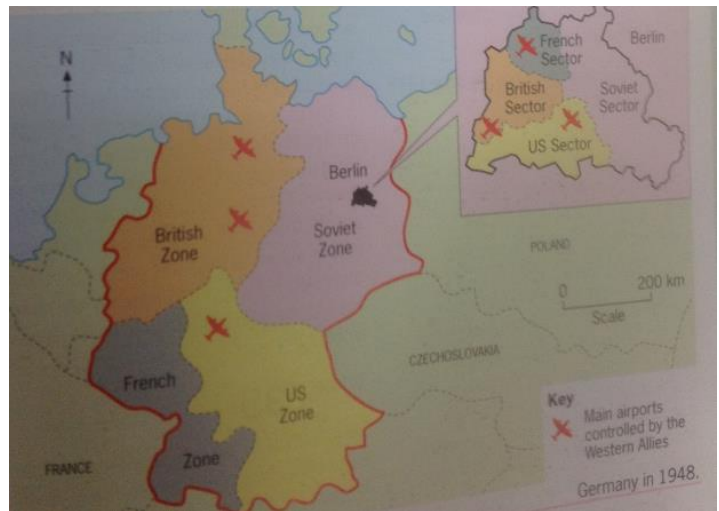 N
British
Zone
Berlin
Soviet
Zone
French
Zone
US
Zone
FRANCE
POLAND
CZECHOSLOVAKIA
French
Sector
Berlin
British
Sector
Soviet
Sector
US Sector
0 200 km
Scale
Key
Main airports
controlled by the
Western Allies
Germany in 1948.